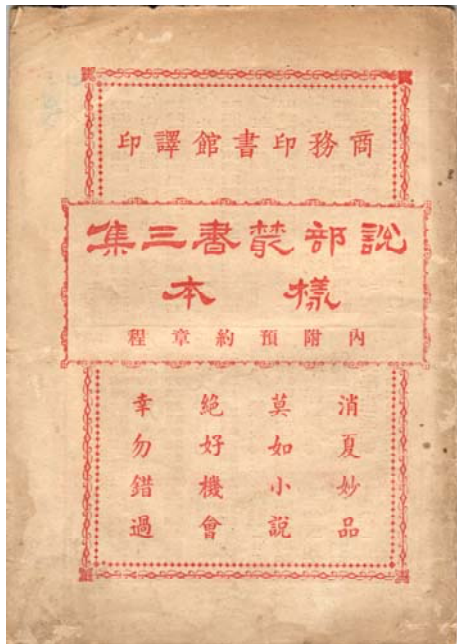 商務印書館譯印
說部叢書三集
樣本
內附預約章程
消夏妙品
莫如小說
絕好機會
幸勿錯過